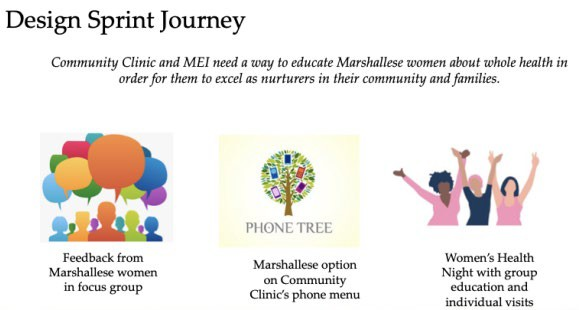 Design Sprint Journey
Community Clinic and MEI need a way to educate Marshallese women about whole health in
order for them to excel as nurturers in their community and families.
PHONE TREE
Feedback from
Marshallese women
in focus group
Marshallese option
on Community
Clinic's phone menu
Women's Health
Night with group
education and
individual visits